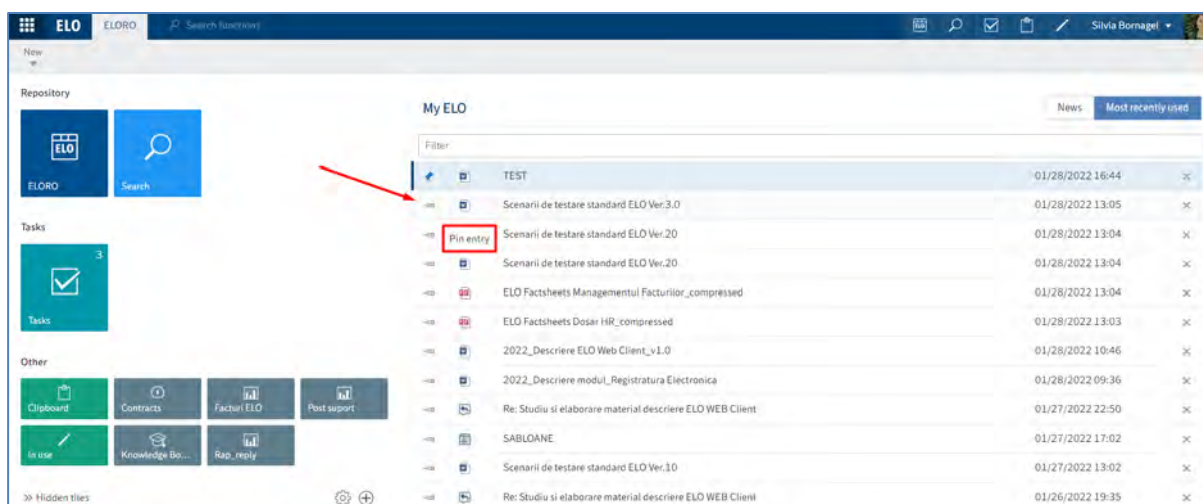 ELO ELORO Search functions Silvia Bornagel
New
Repository
ELO
ELORO
Search
Tasks
3
Tasks
Other
Clipboard
Contracts
Facturi ELO
Post suport
In use
Knowledge Bo...
Rap_reply
Hidden tiles
My ELO
News Most recently used
Filter
TEST 01/28/2022 16:44
Scenarii de testare standard ELO Ver.3.0 01/28/2022 13:05
Pin entry Scenarii de testare standard ELO Ver.20 01/28/2022 13:04
Scenarii de testare standard ELO Ver.20 01/28/2022 13:04
ELO Factsheets Managementul Facturilor_compressed 01/28/2022 13:04
ELO Factsheets Dosar HR_compressed 01/28/2022 13:03
2022_Descriere ELO Web Client_v1.0 01/28/2022 10:46
2022_Descriere modul_Registratura Electronica 01/28/2022 09:36
Re: Studiu si elaborare material descriere ELO WEB Client 01/27/2022 22:50
SABLOANE 01/27/2022 17:02
Scenarii de testare standard ELO Ver.10 01/27/2022 13:02
Re: Studiu si elaborare material descriere ELO WEB Client 01/26/2022 19:35